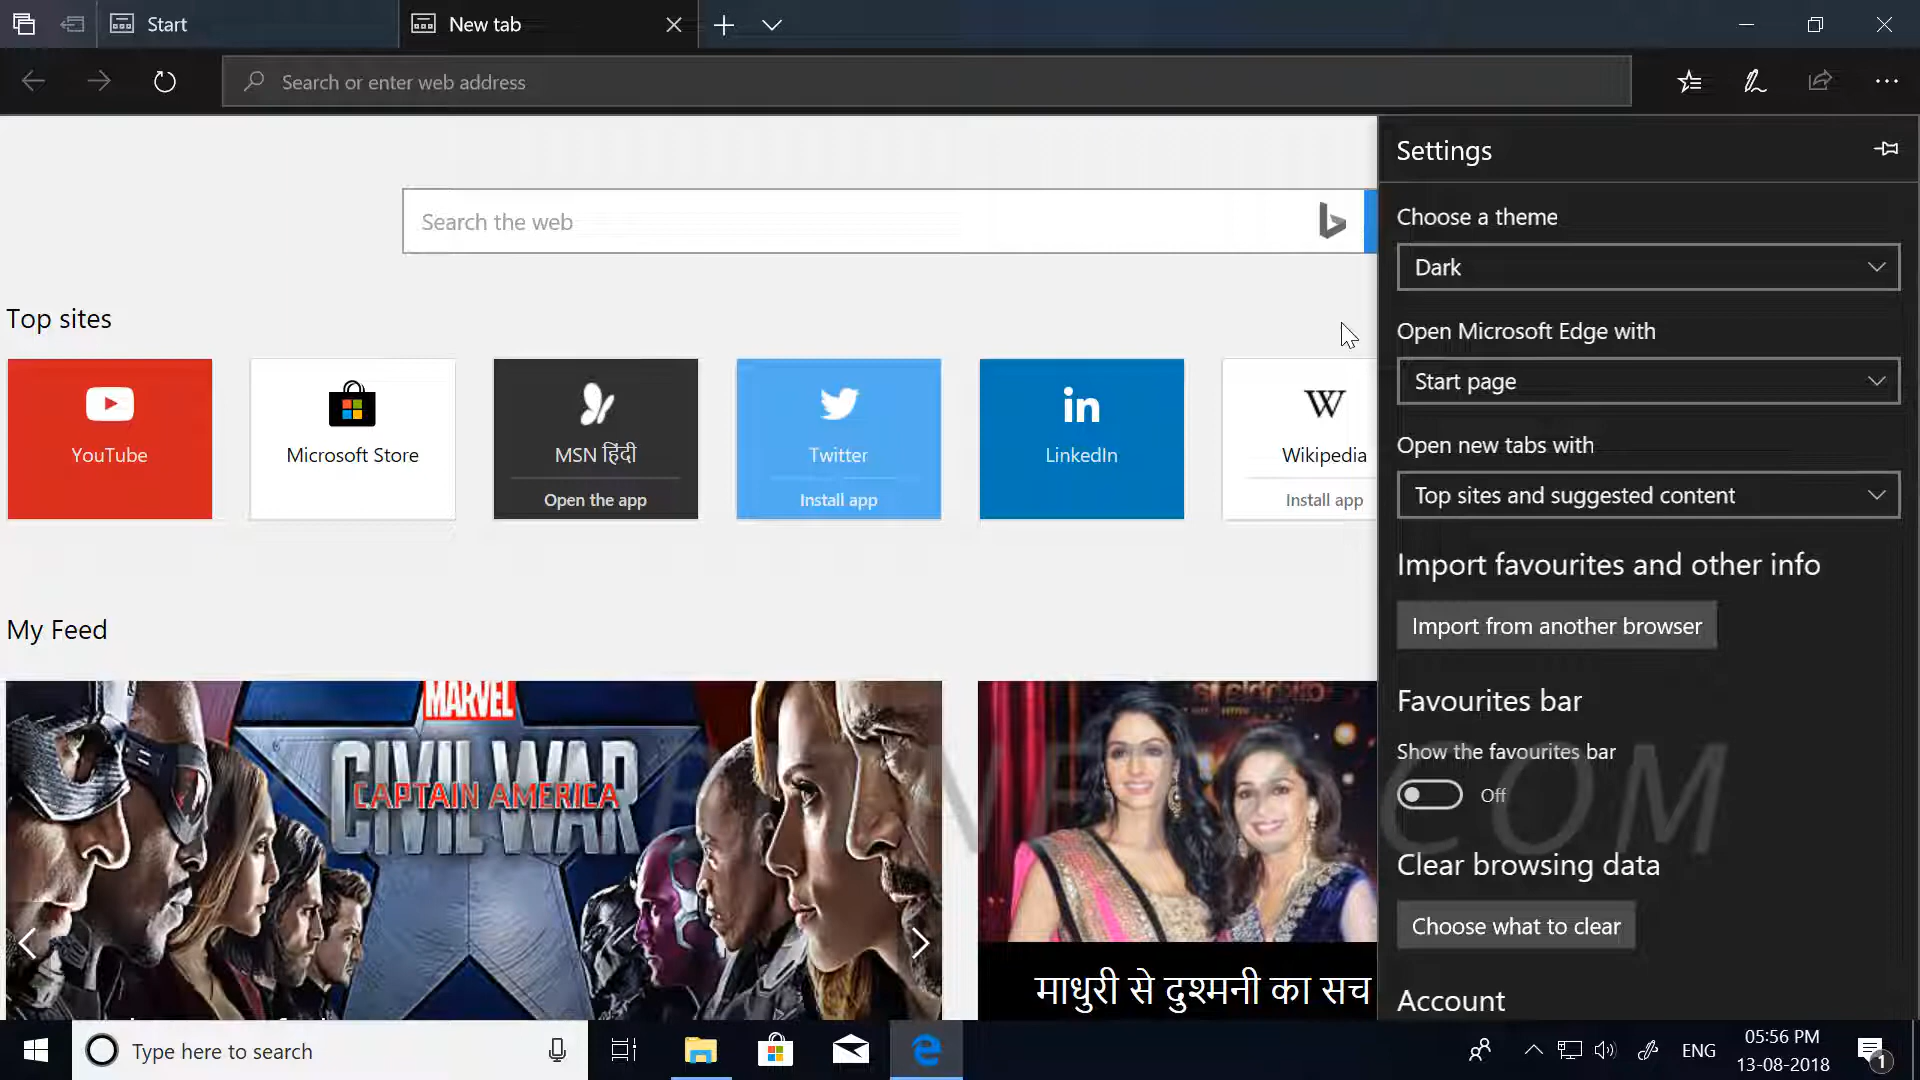 Start
New tab
Search or enter web address
Settings
Choose a theme
Dark
Open Microsoft Edge with
Start page
Open new tabs with
Top sites and suggested content
Import favourites and other info
Import from another browser
Favourites bar
Show the favourites bar
Off
Clear browsing data
Choose what to clear
Account
Search the web
Top sites
YouTube
Microsoft Store
MSN हिंदी
Open the app
Twitter
Install app
in
LinkedIn
W
Wikipedia
Install app
My Feed
MARVEL
CIVIL WAR
CAPTAIN AMERICA
माधुरी से दुश्मनी का सच
COM
Type here to search
ENG
05:56 PM
13-08-2018
1